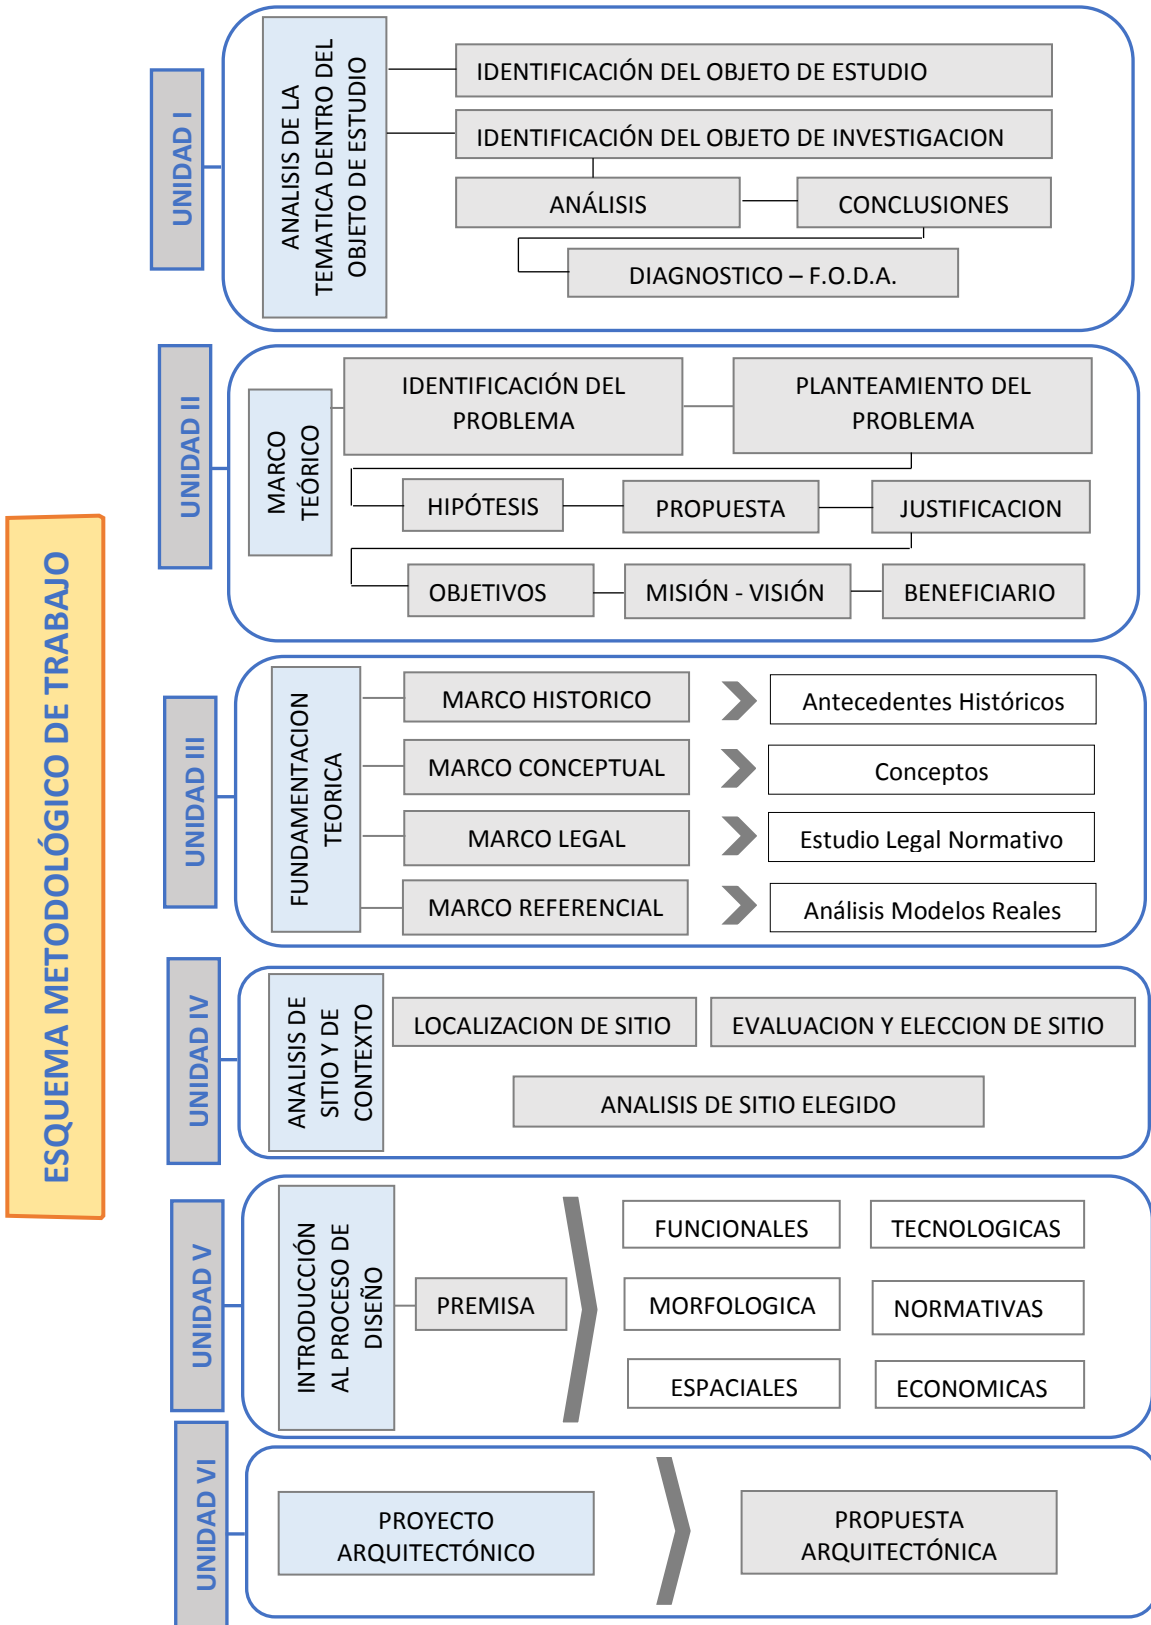 ESQUEMA METODOLÓGICO DE TRABAJO
UNIDAD I
ANALISIS DE LA
TEMATICA DENTRO DEL
OBJETO DE ESTUDIO
IDENTIFICACIÓN DEL OBJETO DE ESTUDIO
IDENTIFICACIÓN DEL OBJETO DE INVESTIGACION
ANÁLISIS
CONCLUSIONES
DIAGNOSTICO – F.O.D.A.
UNIDAD II
MARCO
TEÓRICO
IDENTIFICACIÓN DEL
PROBLEMA
PLANTEAMIENTO DEL
PROBLEMA
HIPÓTESIS
PROPUESTA
JUSTIFICACION
OBJETIVOS
MISIÓN - VISIÓN
BENEFICIARIO
UNIDAD III
FUNDAMENTACION
TEORICA
MARCO HISTORICO
Antecedentes Históricos
MARCO CONCEPTUAL
Conceptos
MARCO LEGAL
Estudio Legal Normativo
MARCO REFERENCIAL
Análisis Modelos Reales
UNIDAD IV
ANALISIS DE
SITIO Y DE
CONTEXTO
LOCALIZACION DE SITIO
EVALUACION Y ELECCION DE SITIO
ANALISIS DE SITIO ELEGIDO
UNIDAD V
INTRODUCCIÓN
AL PROCESO DE
DISEÑO
PREMISA
FUNCIONALES
TECNOLOGICAS
MORFOLOGICA
NORMATIVAS
ESPACIALES
ECONOMICAS
UNIDAD VI
PROYECTO
ARQUITECTÓNICO
PROPUESTA
ARQUITECTÓNICA